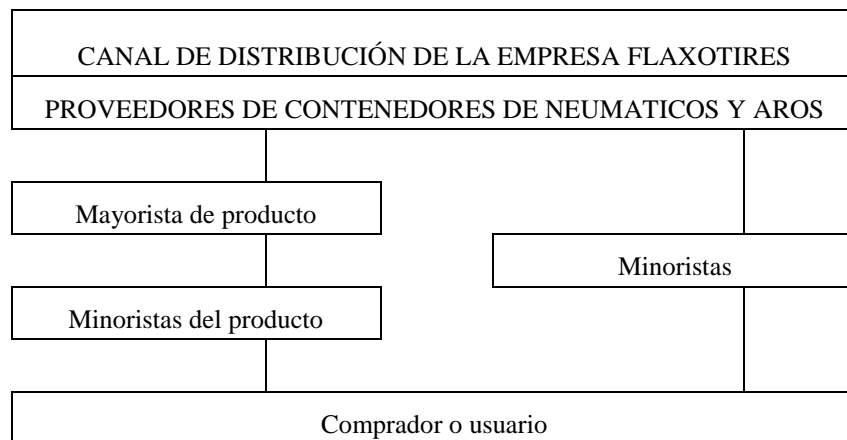 CANAL DE DISTRIBUCIÓN DE LA EMPRESA FLAXOTIRES
PROVEEDORES DE CONTENEDORES DE NEUMATICOS Y AROS
Mayorista de producto
Minoristas
Minoristas del producto
Comprador o usuario